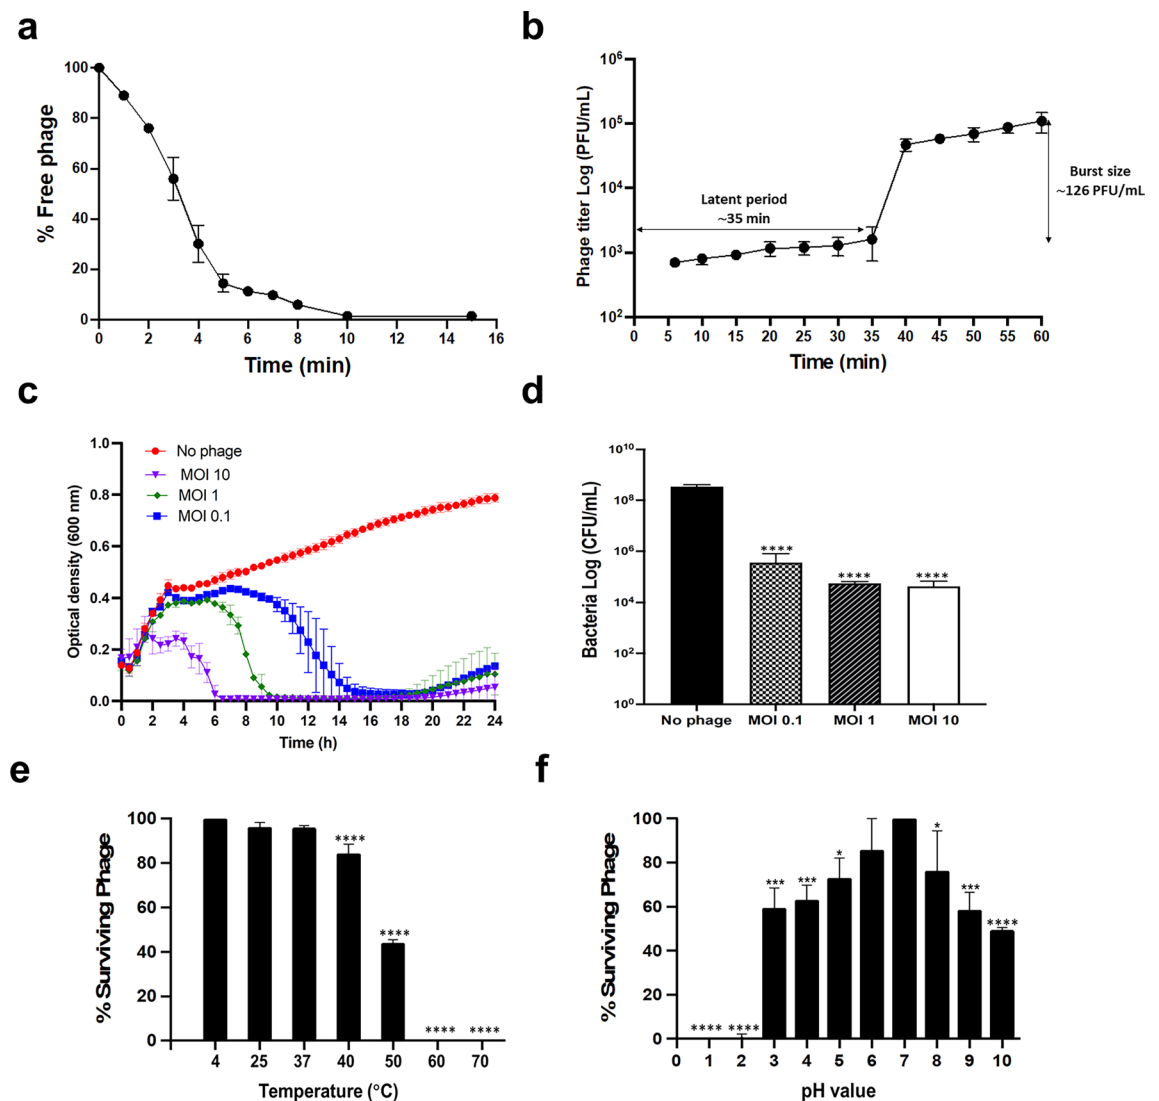 a
100
80
60
40
20
0
% Free phage
0 2 4 6 8 10 12 14 16
Time (min)
b
10⁶
10⁵
10⁴
10³
10²
Phage titer Log (PFU/mL)
Latent period
~35 min
Burst size
~126 PFU/mL
0 5 10 15 20 25 30 35 40 45 50 55 60
Time (min)
c
1.0
0.8
0.6
0.4
0.2
0.0
Optical density (600 nm)
No phage
MOI 10
MOI 1
MOI 0.1
0 2 4 6 8 10 12 14 16 18 20 22 24
Time (h)
d
10¹⁰
10⁸
10⁶
10⁴
10²
10⁰
Bacteria Log (CFU/mL)
**** **** ****
No phage MOI 0.1 MOI 1 MOI 10
e
100
80
60
40
20
0
% Surviving Phage
**** **** **** ****
4 25 37 40 50 60 70
Temperature (°C)
f
100
80
60
40
20
0
% Surviving Phage
**** **** *** *** * * *** ****
0 1 2 3 4 5 6 7 8 9 10
pH value